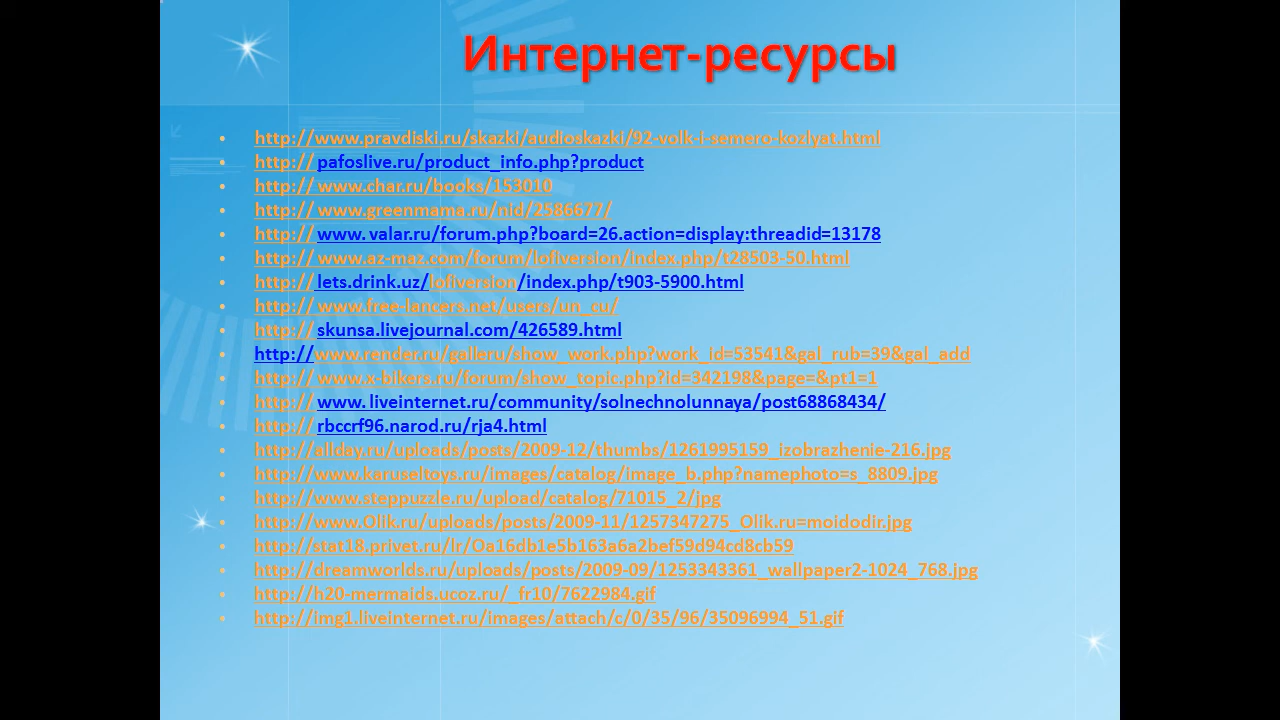 Интернет-ресурсы
http://www.pravdiski.ru/skazki/audioskazki/92-volk-i-semero-kozlyat.html
http:// pafoslive.ru/product_info.php?product
http:// www.char.ru/books/153010
http:// www.greenmama.ru/nid/2586677/
http:// www. valar.ru/forum.php?board=26.action=display:threadid=13178
http:// www.az-maz.com/forum/lofiversion/index.php/t28503-50.html
http:// lets.drink.uz/lofiversion/index.php/t903-5900.html
http:// www.free-lancers.net/users/un_cu/
http:// skunsa.livejournal.com/426589.html
http://www.render.ru/galleru/show_work.php?work_id=53541&gal_rub=39&gal_add
http:// www.x-bikers.ru/forum/show_topic.php?id=342198&page=&pt1=1
http:// www. liveinternet.ru/community/solnechnolunnaya/post68868434/
http:// rbccrf96.narod.ru/rja4.html
http://allday.ru/uploads/posts/2009-12/thumbs/1261995159_izobrazhenie-216.jpg
http://www.karuseltoys.ru/images/catalog/image_b.php?namephoto=s_8809.jpg
http://www.steppuzzle.ru/upload/catalog/71015_2/jpg
http://www.Olik.ru/uploads/posts/2009-11/1257347275_Olik.ru=moidodir.jpg
http://stat18.privet.ru/lr/Oa16db1e5b163a6a2bef59d94cd8cb59
http://dreamworlds.ru/uploads/posts/2009-09/1253343361_wallpaper2-1024_768.jpg
http://h20-mermaids.ucoz.ru/_fr10/7622984.gif
http://img1.liveinternet.ru/images/attach/c/0/35/96/35096994_51.gif